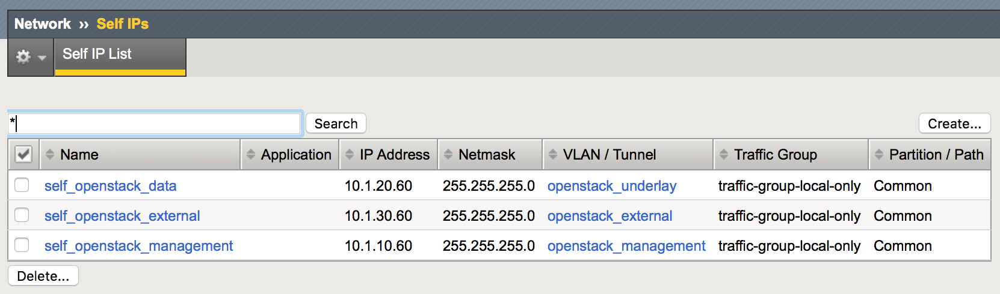 Network ›› Self IPs
Self IP List
* Search Create...
Name Application IP Address Netmask VLAN / Tunnel Traffic Group Partition / Path
self_openstack_data 10.1.20.60 255.255.255.0 openstack_underlay traffic-group-local-only Common
self_openstack_external 10.1.30.60 255.255.255.0 openstack_external traffic-group-local-only Common
self_openstack_management 10.1.10.60 255.255.255.0 openstack_management traffic-group-local-only Common
Delete...